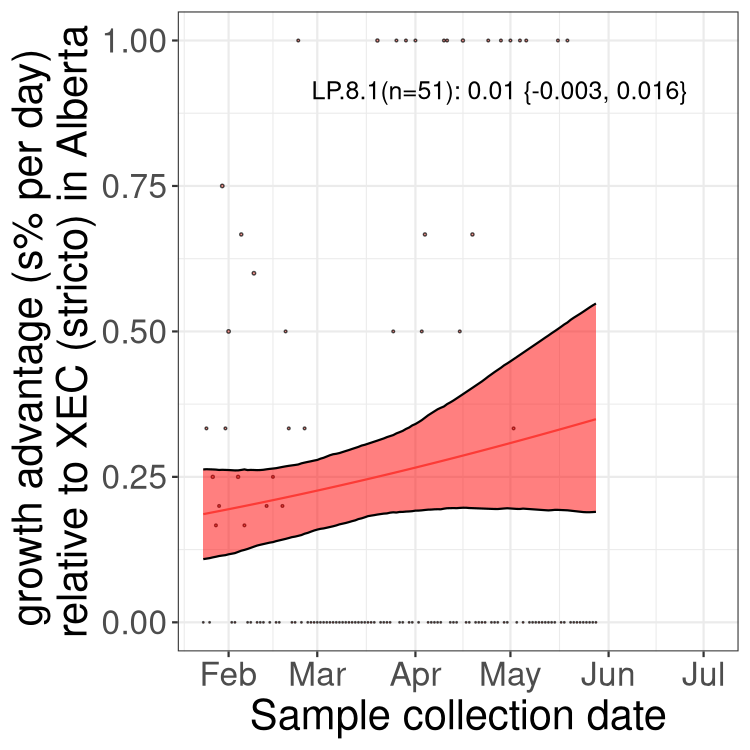 growth advantage (s% per day)
relative to XEC (stricto) in Alberta
1.00
0.75
0.50
0.25
0.00
LP.8.1(n=51): 0.01 {-0.003, 0.016}
Feb Mar Apr May Jun Jul
Sample collection date